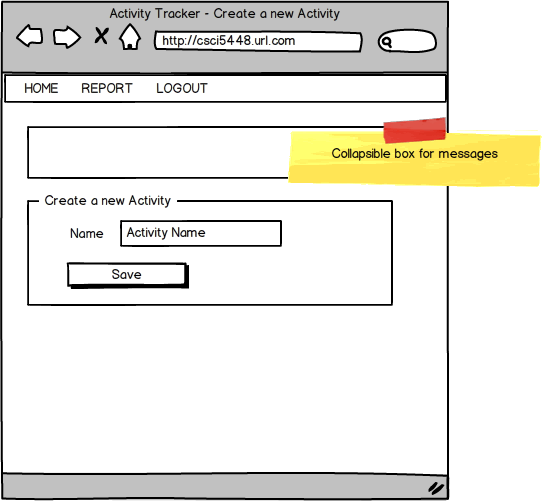 Activity Tracker - Create a new Activity
http://csci5448.url.com
HOME REPORT LOGOUT
Collapsible box for messages
Create a new Activity
Name Activity Name
Save